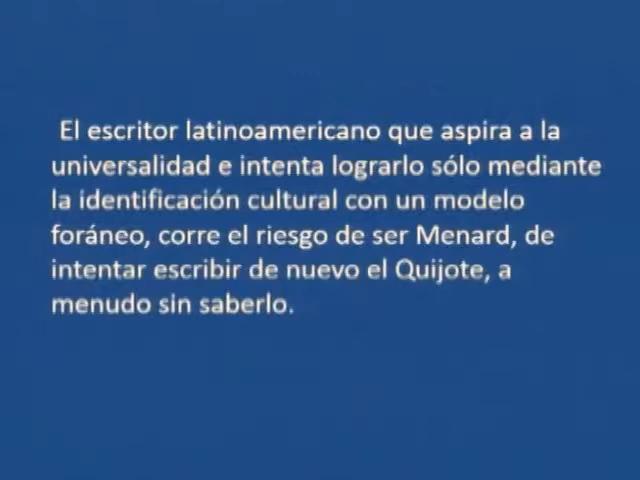 El escritor latinoamericano que aspira a la
universalidad e intenta lograrlo sólo mediante
la identificación cultural con un modelo
foráneo, corre el riesgo de ser Menard, de
intentar escribir de nuevo el Quijote, a
menudo sin saberlo.